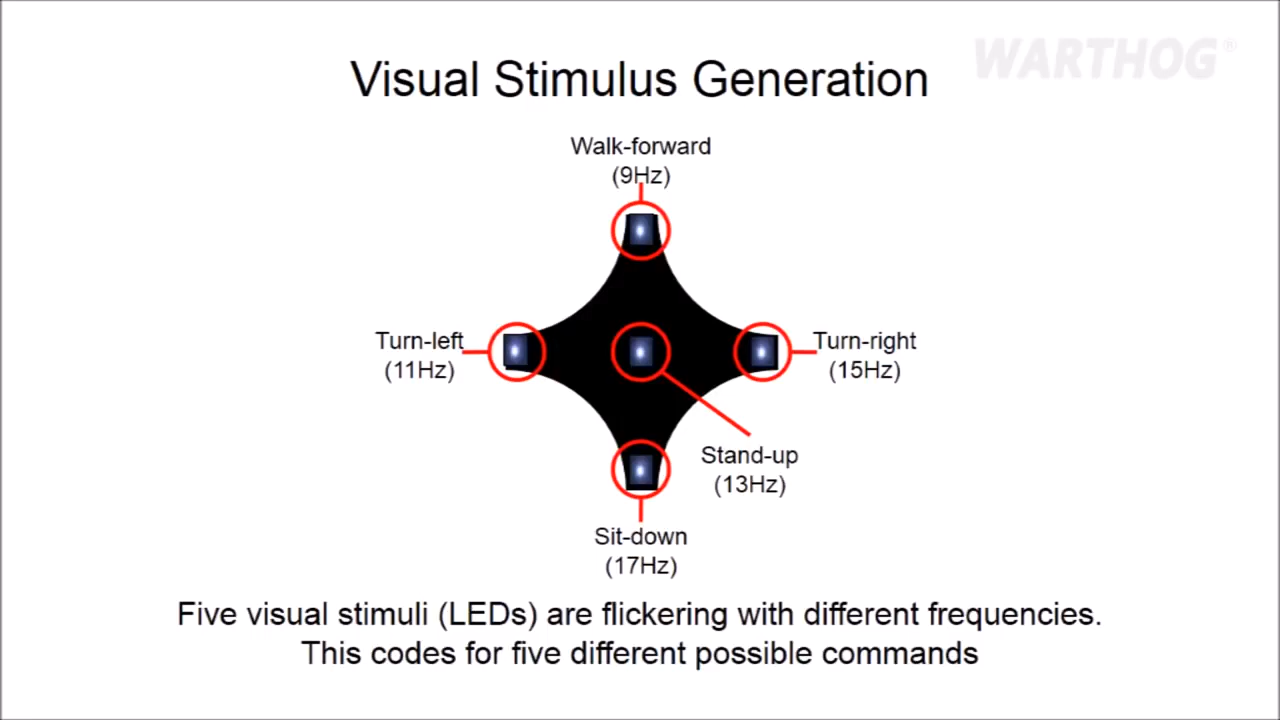 WARTHOG®
Visual Stimulus Generation
Walk-forward
(9Hz)
Turn-left
(11Hz)
Turn-right
(15Hz)
Stand-up
(13Hz)
Sit-down
(17Hz)
Five visual stimuli (LEDs) are flickering with different frequencies.
This codes for five different possible commands